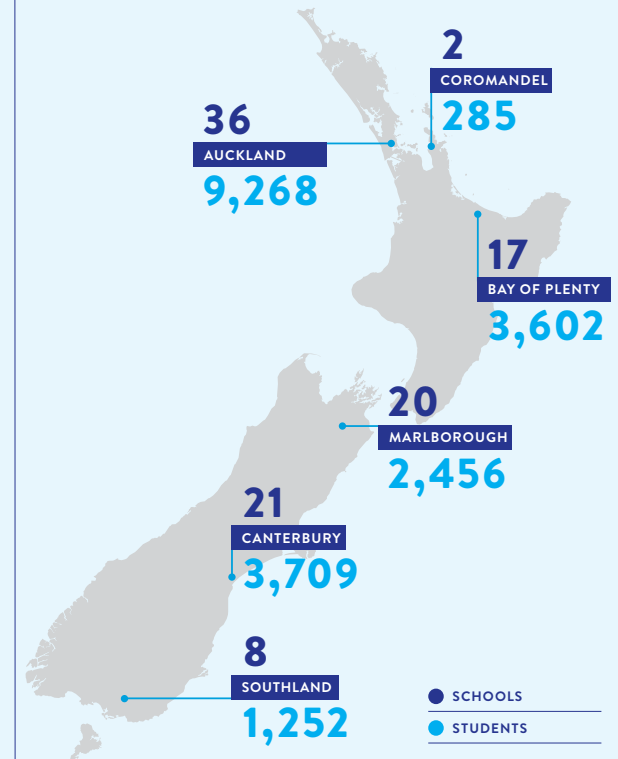 2
COROMANDEL
285
36
AUCKLAND
9,268
17
BAY OF PLENTY
3,602
20
MARLBOROUGH
2,456
21
CANTERBURY
3,709
8
SOUTHLAND
1,252
SCHOOLS
STUDENTS